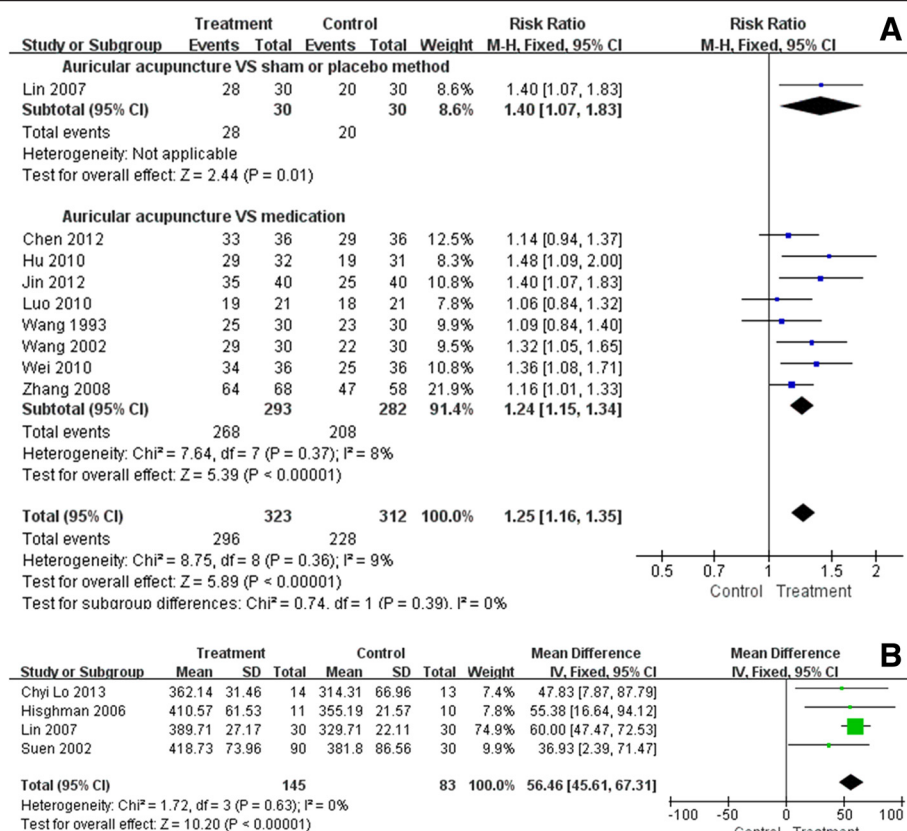 A
Treatment Control Risk Ratio Risk Ratio
Study or Subgroup Events Total Events Total Weight M-H, Fixed, 95% CI M-H, Fixed, 95% CI
Auricular acupuncture VS sham or placebo method
Lin 2007 28 30 20 30 8.6% 1.40 [1.07, 1.83]
Subtotal (95% CI) 30 30 8.6% 1.40 [1.07, 1.83]
Total events 28 20
Heterogeneity: Not applicable
Test for overall effect: Z = 2.44 (P = 0.01)
Auricular acupuncture VS medication
Chen 2012 33 36 29 36 12.5% 1.14 [0.94, 1.37]
Hu 2010 29 32 19 31 8.3% 1.48 [1.09, 2.00]
Jin 2012 35 40 25 40 10.8% 1.40 [1.07, 1.83]
Luo 2010 19 21 18 21 7.8% 1.06 [0.84, 1.32]
Wang 1993 25 30 23 30 9.9% 1.09 [0.84, 1.40]
Wang 2002 29 30 22 30 9.5% 1.32 [1.05, 1.65]
Wei 2010 34 36 25 36 10.8% 1.36 [1.08, 1.71]
Zhang 2008 64 68 47 58 21.9% 1.16 [1.01, 1.33]
Subtotal (95% CI) 293 282 91.4% 1.24 [1.15, 1.34]
Total events 268 208
Heterogeneity: Chi² = 7.64, df = 7 (P = 0.37); I² = 8%
Test for overall effect: Z = 5.39 (P < 0.00001)
Total (95% CI) 323 312 100.0% 1.25 [1.16, 1.35]
Total events 296 228
Heterogeneity: Chi² = 8.75, df = 8 (P = 0.36); I² = 9%
Test for overall effect: Z = 5.89 (P < 0.00001)
Test for subgroup differences: Chi² = 0.74, df = 1 (P = 0.39), I² = 0%
0.5 0.7 1 1.5 2
Control Treatment
B
Treatment Control Mean Difference Mean Difference
Study or Subgroup Mean SD Total Mean SD Total Weight IV, Fixed, 95% CI IV, Fixed, 95% CI
Chyi Lo 2013 362.14 31.46 14 314.31 66.96 13 7.4% 47.83 [7.87, 87.79]
Hisghman 2006 410.57 61.53 11 355.19 21.57 10 7.8% 55.38 [16.64, 94.12]
Lin 2007 389.71 27.17 30 329.71 22.11 30 74.9% 60.00 [47.47, 72.53]
Suen 2002 418.73 73.96 90 381.8 86.56 30 9.9% 36.93 [2.39, 71.47]
Total (95% CI) 145 83 100.0% 56.46 [45.61, 67.31]
Heterogeneity: Chi² = 1.72, df = 3 (P = 0.63); I² = 0%
Test for overall effect: Z = 10.20 (P < 0.00001)
-100 -50 0 50 100
Control Treatment